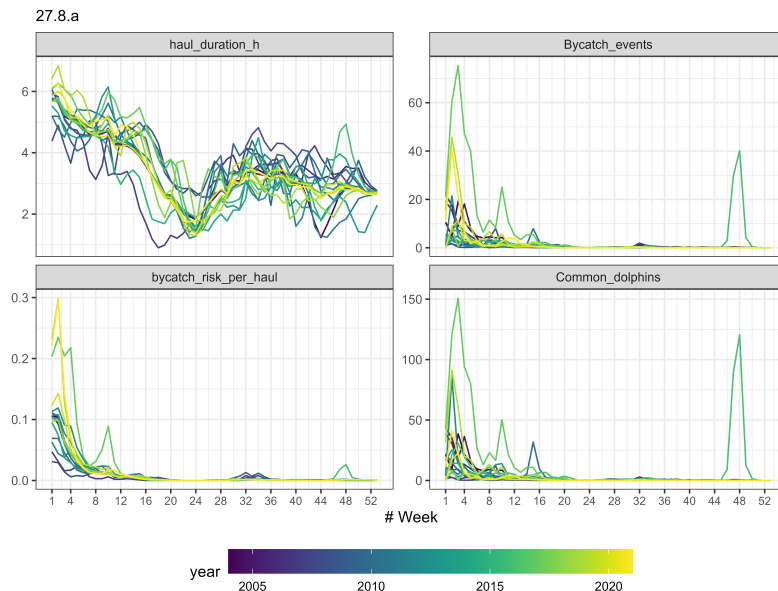 27.8.a
haul_duration_h
Bycatch_events
6
4
2
60
40
20
0
bycatch_risk_per_haul
Common_dolphins
0.3
0.2
0.1
0.0
150
100
50
0
1 4 8 12 16 20 24 28 32 36 40 44 48 52
1 4 8 12 16 20 24 28 32 36 40 44 48 52
# Week
year
2005 2010 2015 2020